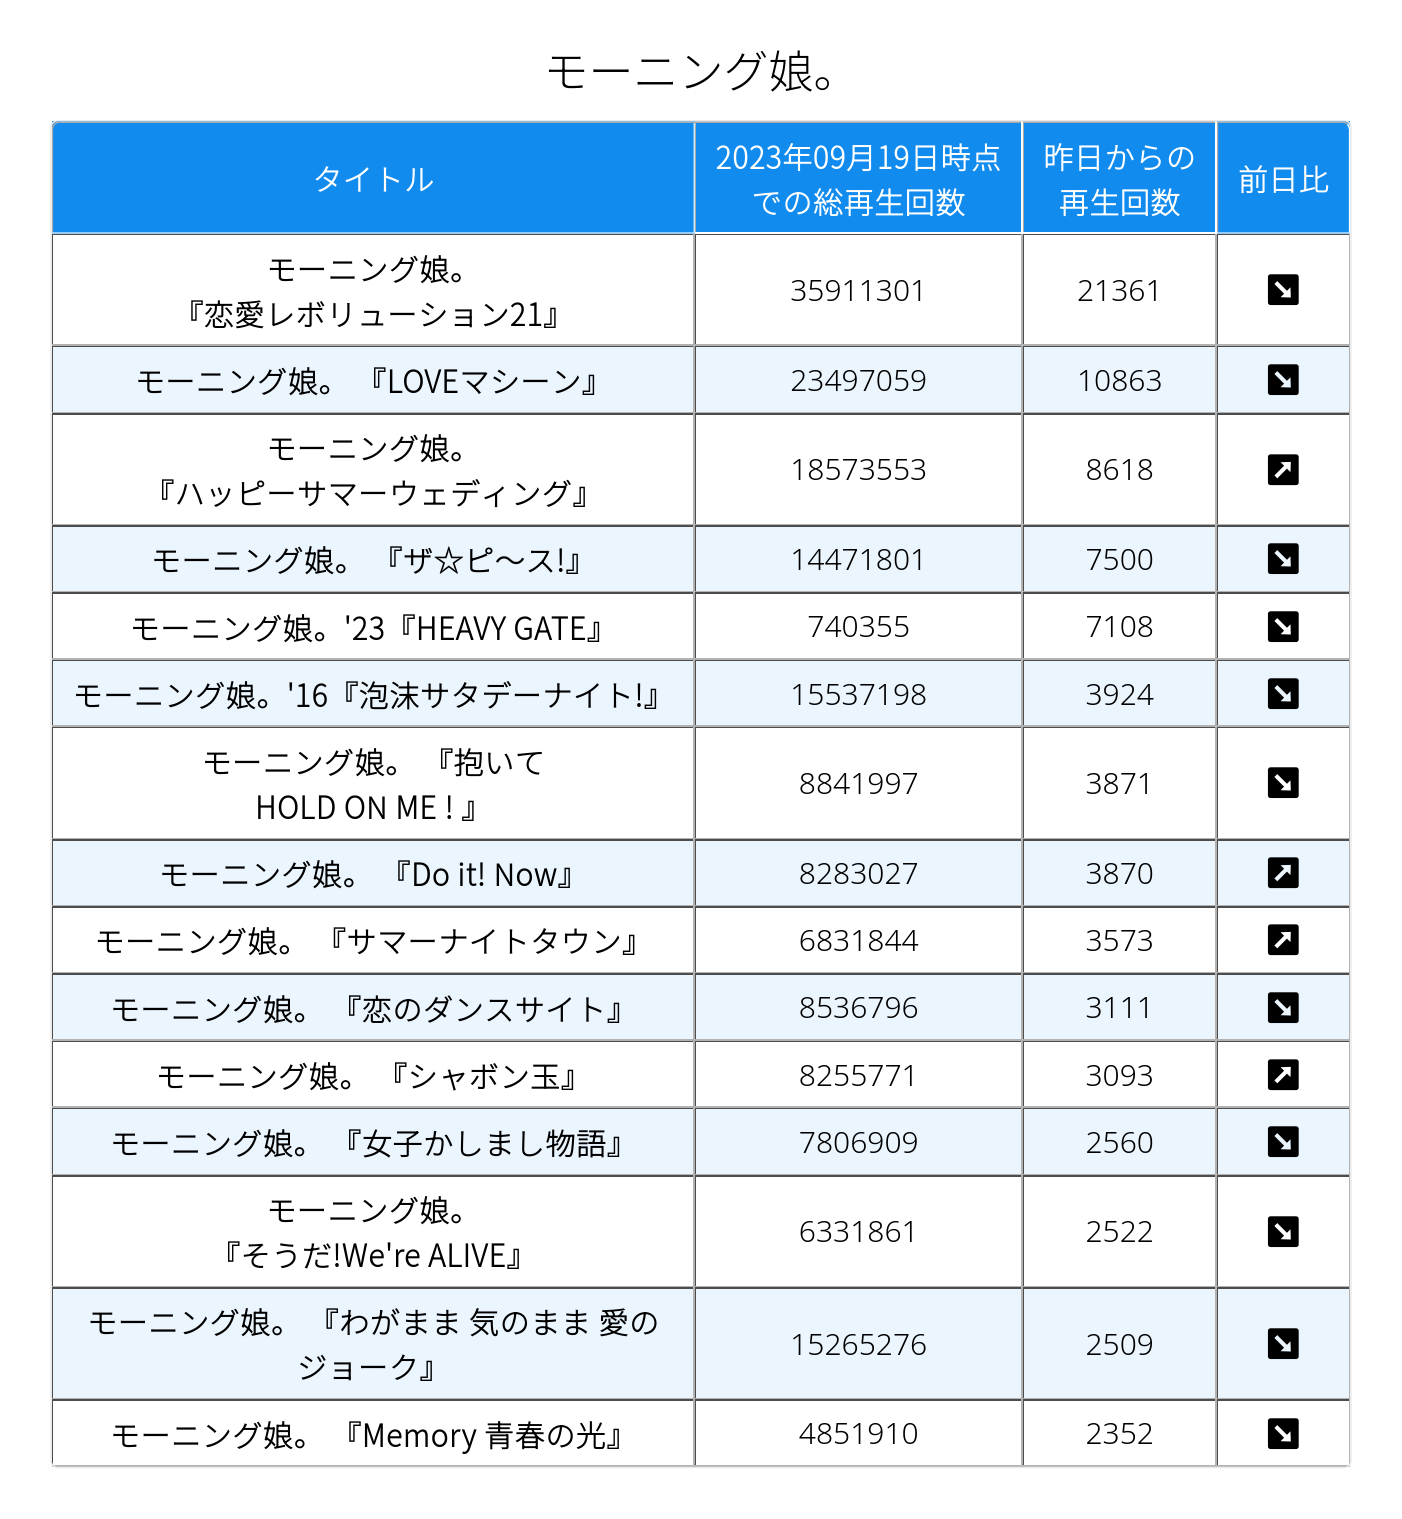 モーニング娘。
タイトル
2023年09月19日時点
での総再生回数
昨日からの
再生回数
前日比
モーニング娘。
『恋愛レボリューション21』
35911301
21361
モーニング娘。 『LOVEマシーン』
23497059
10863
モーニング娘。
『ハッピーサマーウェディング』
18573553
8618
モーニング娘。 『ザ☆ピ〜ス!』
14471801
7500
モーニング娘。'23『HEAVY GATE』
740355
7108
モーニング娘。'16『泡沫サタデーナイト!』
15537198
3924
モーニング娘。 『抱いて
HOLD ON ME ! 』
8841997
3871
モーニング娘。 『Do it! Now』
8283027
3870
モーニング娘。 『サマーナイトタウン』
6831844
3573
モーニング娘。 『恋のダンスサイト』
8536796
3111
モーニング娘。 『シャボン玉』
8255771
3093
モーニング娘。 『女子かしまし物語』
7806909
2560
モーニング娘。
『そうだ!We're ALIVE』
6331861
2522
モーニング娘。 『わがまま 気のまま 愛の
ジョーク』
15265276
2509
モーニング娘。 『Memory 青春の光』
4851910
2352